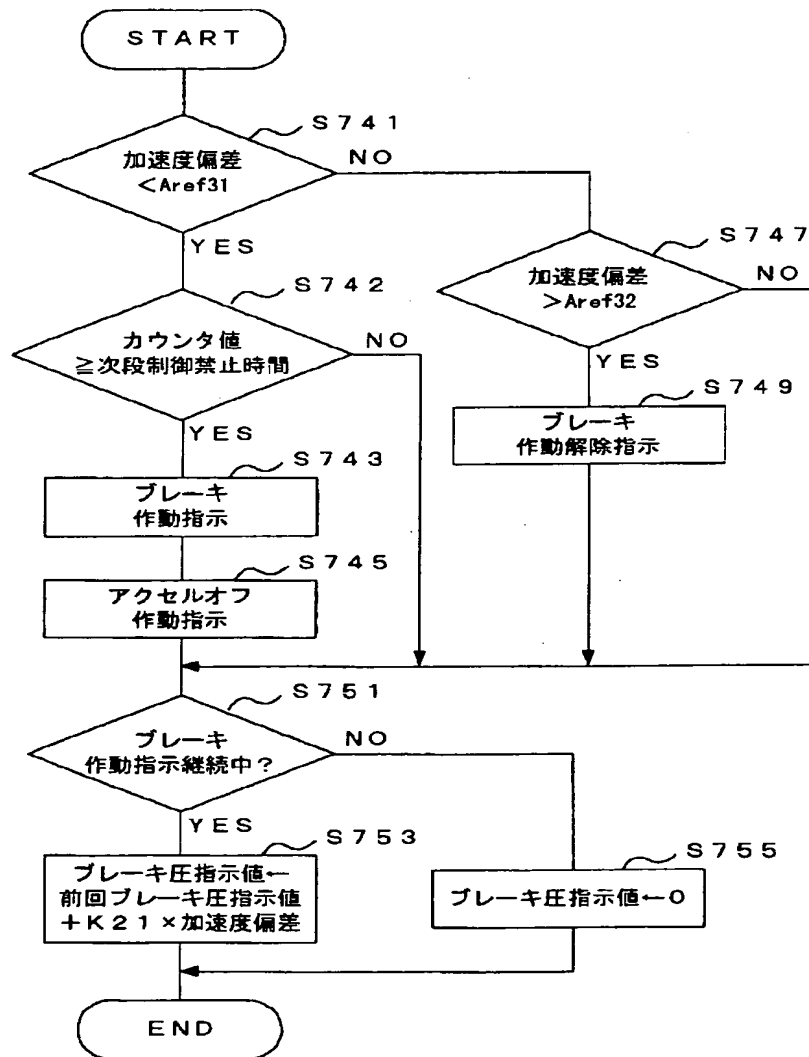 START
S741
加速度偏差
<Aref31
NO
YES
S747
加速度偏差
>Aref32
NO
YES
S742
カウンタ値
≧次段制御禁止時間
NO
YES
S749
ブレーキ
作動解除指示
S743
ブレーキ
作動指示
S745
アクセルオフ
作動指示
S751
ブレーキ
作動指示継続中？
NO
YES
S753
ブレーキ圧指示値←
前回ブレーキ圧指示値
+K21×加速度偏差
S755
ブレーキ圧指示値←0
END